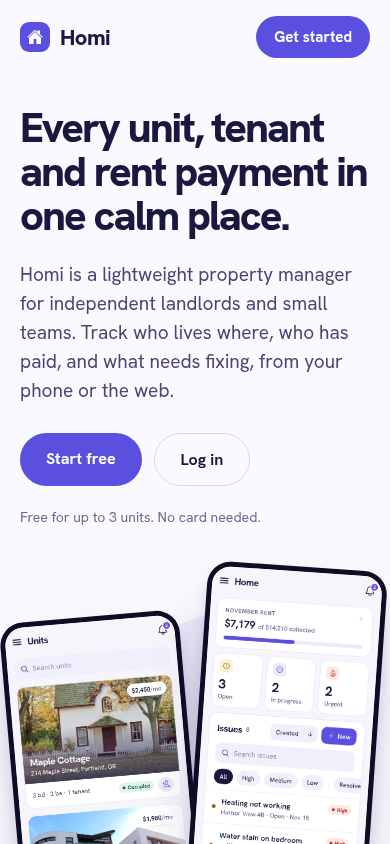 Homi
Get started
Every unit, tenant
and rent payment in
one calm place.
Homi is a lightweight property manager
for independent landlords and small
teams. Track who lives where, who has
paid, and what needs fixing, from your
phone or the web.
Start free
Log in
Free for up to 3 units. No card needed.
Units
Search units
$2,450/mo
Maple Cottage
214 Maple Street, Portland, OR
3 bd · 2 ba · 1 tenant
Occupied
$1,980/mo
Home
NOVEMBER RENT
$7,179 of $14,210 collected
3
Open
2
In progress
2
Urgent
Issues 8
Created ↓
+ New
Search issues
All
High
Medium
Low
Resolve
Heating not working
Harbor View 4B · Open · Nov 15
High
Water stain on bedroom